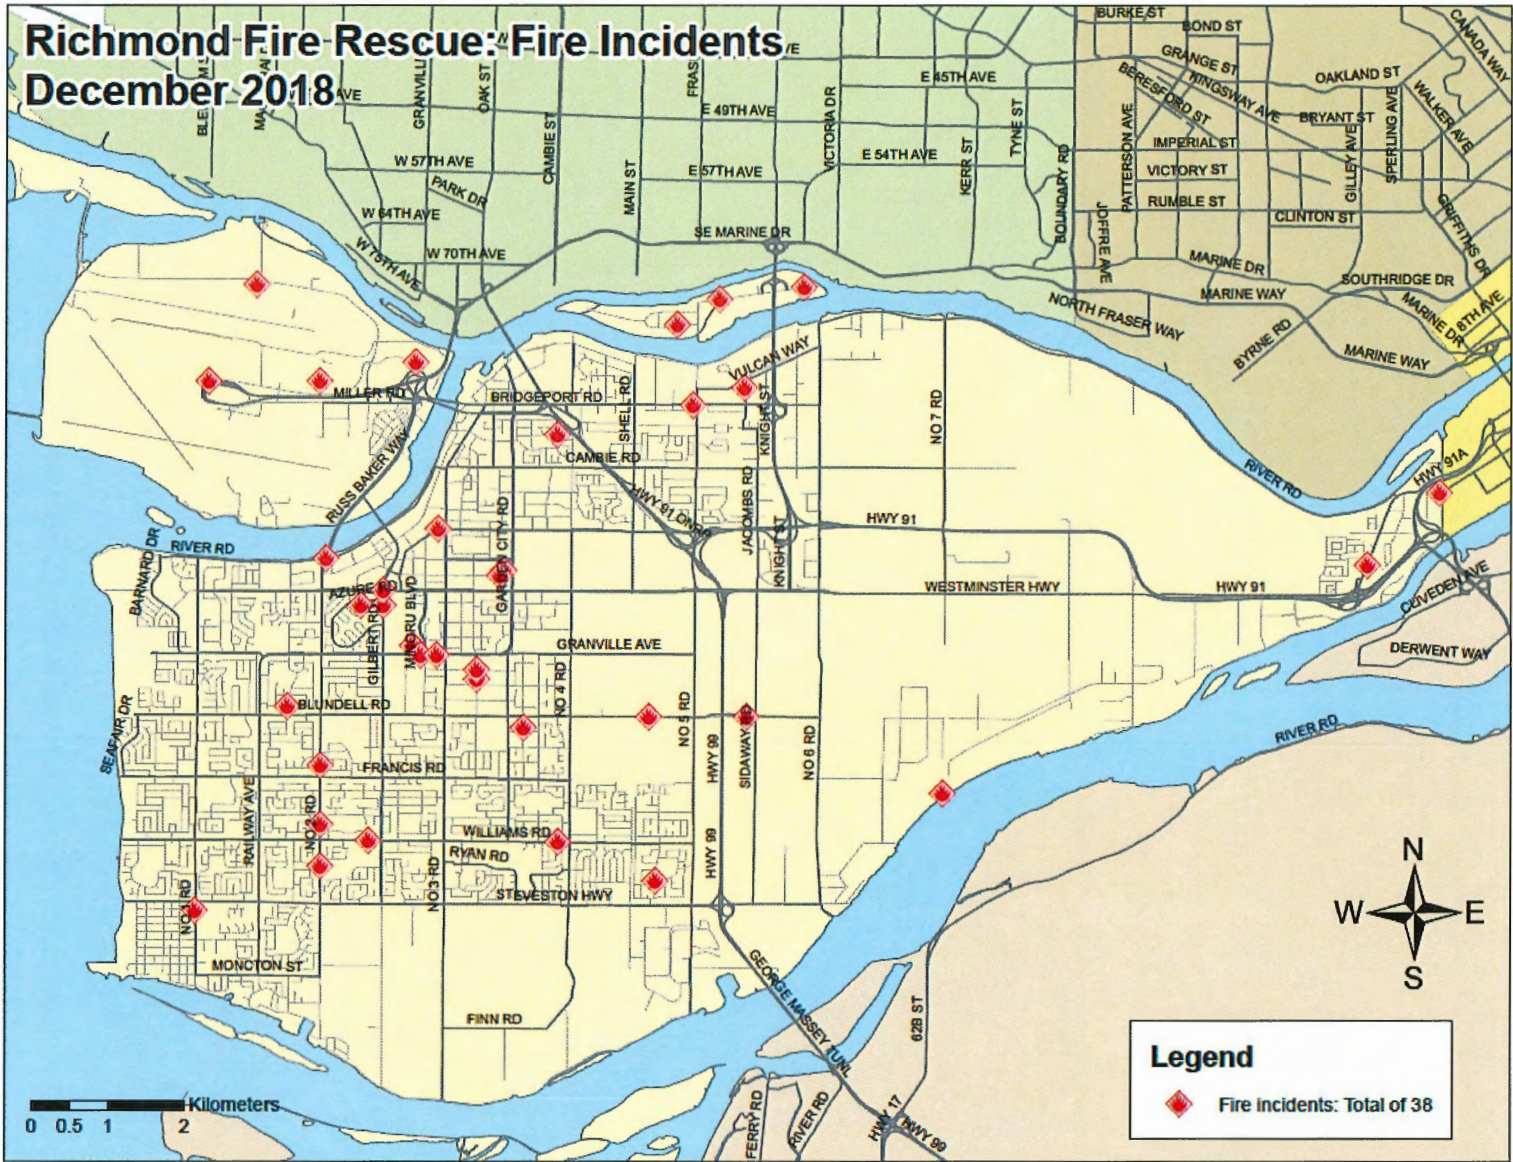 Richmond Fire Rescue: Fire Incidents
December 2018
BURKE ST
BOND ST
CANADA WAY
GRANGE ST
OAKLAND ST
KINGSWAY AVE
BERESFORD ST
WALKER AVE
SPERLING AVE
BRYANT ST
GILLEY AVE
IMPERIAL ST
VICTORY ST
RUMBLE ST
CLINTON ST
GRIFFITHS DR
PATTERSON AVE
JOFFRE AVE
BOUNDARY RD
TYNE ST
KERR ST
E 45TH AVE
E 49TH AVE
E 54TH AVE
E 57TH AVE
VICTORIA DR
MAIN ST
CAMBIE ST
OAK ST
W 57TH AVE
PARK DR
W 64TH AVE
W 70TH AVE
W 75TH AVE
SE MARINE DR
MARINE DR
MARINE WAY
SOUTHRIDGE DR
MARINE DR
8TH AVE
NORTH FRASER WAY
BYRNE RD
MARINE WAY
VULCAN WAY
MILLER RD
BRIDGEPORT RD
SHELL RD
KNIGHT ST
NO 7 RD
RUSS BAKER WAY
CAMBIE RD
RIVER RD
HWY 91A
HWY 91 ONRP
JACOMBS RD
KNIGHT ST
HWY 91
GARDEN CITY RD
BARNARD DR
RIVER RD
AZURE RD
GILBERT RD
MINORU BLVD
WESTMINSTER HWY
HWY 91
CLIVEDEN AVE
DERWENT WAY
GRANVILLE AVE
NO 4 RD
BLUNDELL RD
SEAFAIR DR
NO 5 RD
HWY 99
SIDAWAY RD
NO 6 RD
RIVER RD
FRANCIS RD
RAILWAY AVE
NO 2 RD
WILLIAMS RD
RYAN RD
HWY 99
NO 3 RD
STEVESTON HWY
NO 1 RD
MONCTON ST
GEORGE MASSEY TUNL
FINN RD
62B ST
FERRY RD
RIVER RD
HWY 17
HWY 99
N
W E
S
Legend
Fire incidents: Total of 38
Kilometers
0 0.5 1 2